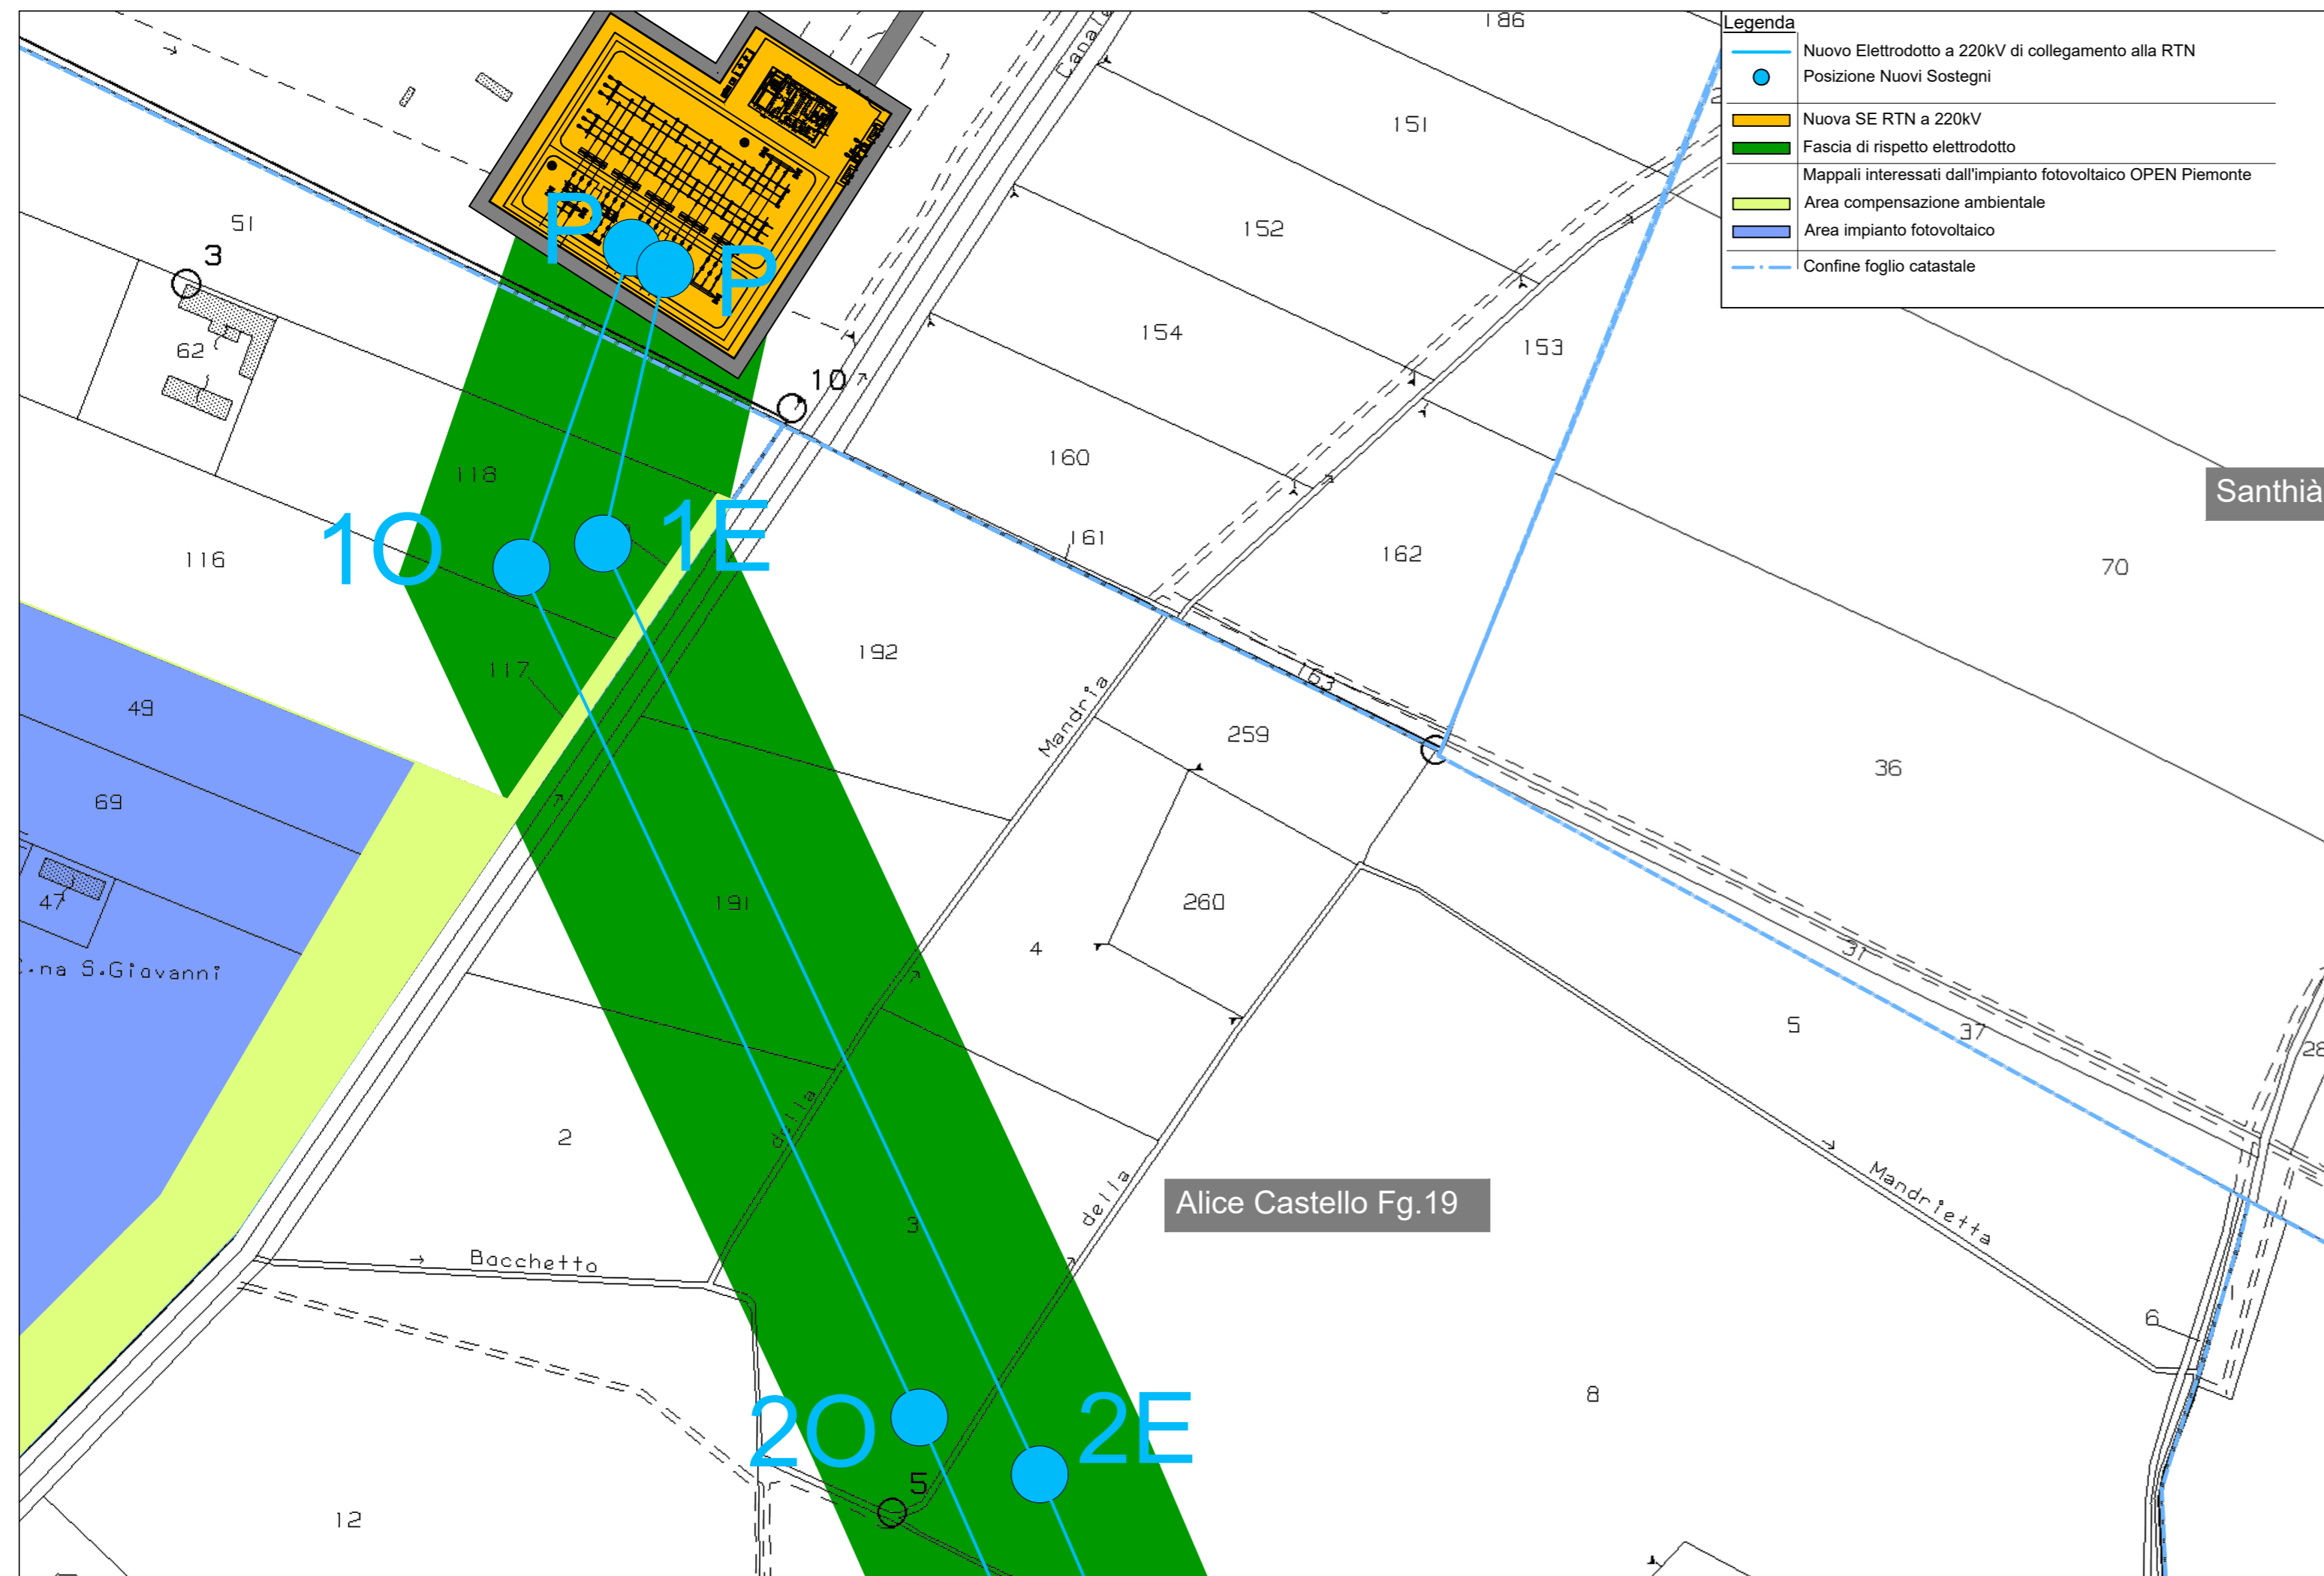 186
Canale
Legenda
Nuovo Elettrodotto a 220kV di collegamento alla RTN
Posizione Nuovi Sostegni
Nuova SE RTN a 220kV
Fascia di rispetto elettrodotto
Mappali interessati dall'impianto fotovoltaico OPEN Piemonte
Area compensazione ambientale
Area impianto fotovoltaico
Confine foglio catastale
151
152
51
3
P
P
154
153
62
10
118
160
Santhià
1O
1E
161
162
116
70
192
117
163
49
Mandria
259
36
69
47
191
260
4
.na S.Giovanni
31
5
37
28
2
della
della
3
Alice Castello Fg.19
Mandrietta
Bacchetto
6
8
2O
2E
5
12